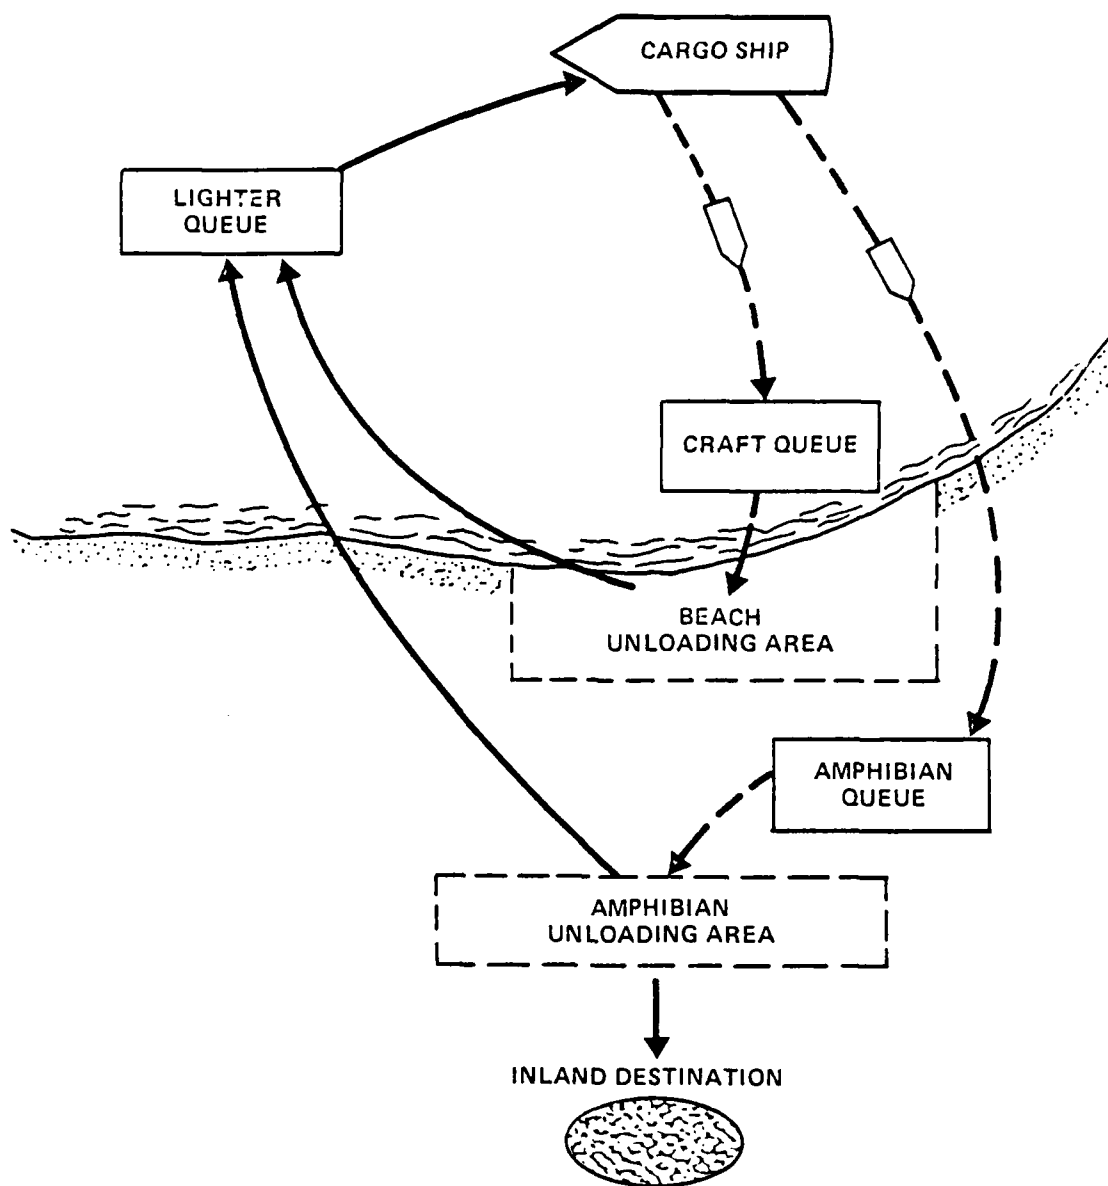 CARGO SHIP
LIGHTER
QUEUE
CRAFT QUEUE
BEACH
UNLOADING AREA
AMPHIBIAN
QUEUE
AMPHIBIAN
UNLOADING AREA
INLAND DESTINATION